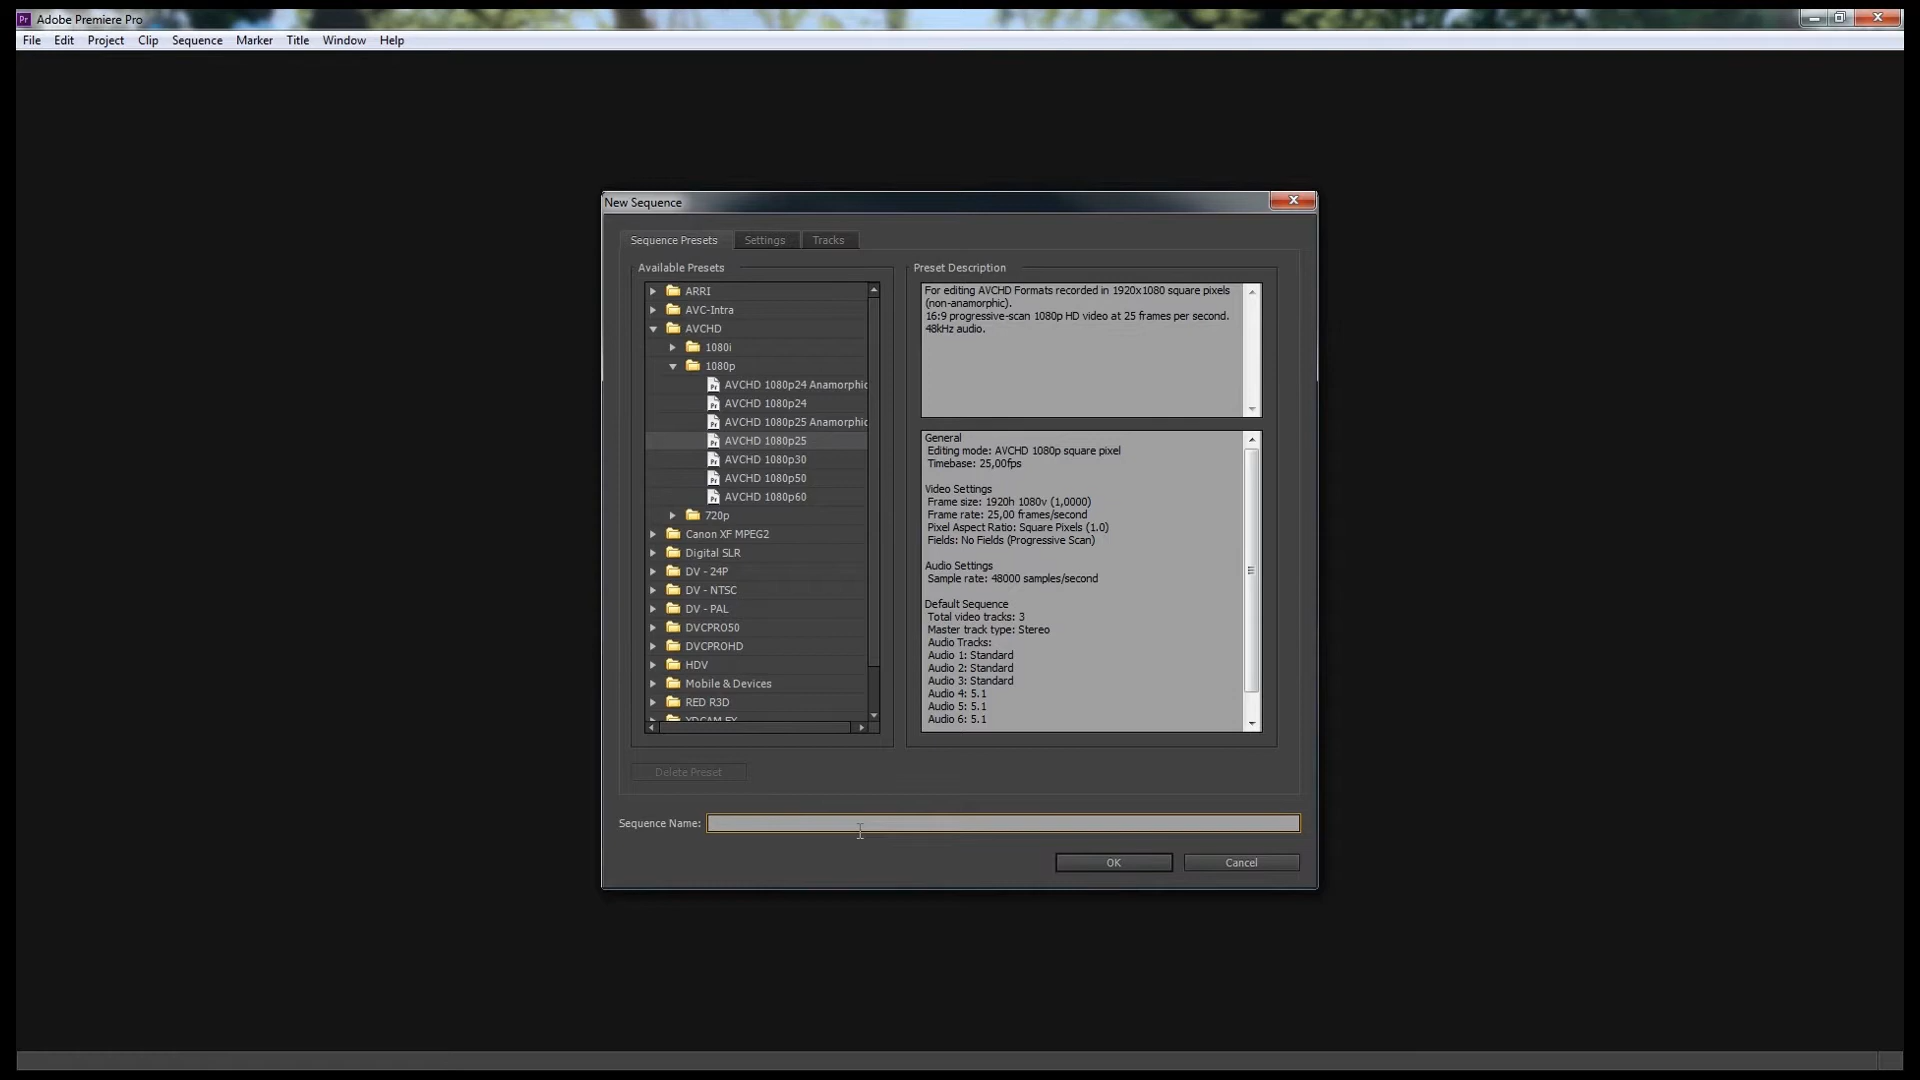 Pr Adobe Premiere Pro
File Edit Project Clip Sequence Marker Title Window Help
New Sequence
Sequence Presets Settings Tracks
Available Presets
ARRI
AVC-Intra
AVCHD
1080i
1080p
AVCHD 1080p24 Anamorphic
AVCHD 1080p24
AVCHD 1080p25 Anamorphic
AVCHD 1080p25
AVCHD 1080p30
AVCHD 1080p50
AVCHD 1080p60
720p
Canon XF MPEG2
Digital SLR
DV - 24P
DV - NTSC
DV - PAL
DVCPRO50
DVCPROHD
HDV
Mobile & Devices
RED R3D
XDCAM EX
Preset Description
For editing AVCHD Formats recorded in 1920x1080 square pixels
(non-anamorphic).
16:9 progressive-scan 1080p HD video at 25 frames per second.
48kHz audio.
General
Editing mode: AVCHD 1080p square pixel
Timebase: 25,00fps
Video Settings
Frame size: 1920h 1080v (1,0000)
Frame rate: 25,00 frames/second
Pixel Aspect Ratio: Square Pixels (1.0)
Fields: No Fields (Progressive Scan)
Audio Settings
Sample rate: 48000 samples/second
Default Sequence
Total video tracks: 3
Master track type: Stereo
Audio Tracks:
Audio 1: Standard
Audio 2: Standard
Audio 3: Standard
Audio 4: 5.1
Audio 5: 5.1
Audio 6: 5.1
Delete Preset
Sequence Name:
OK Cancel